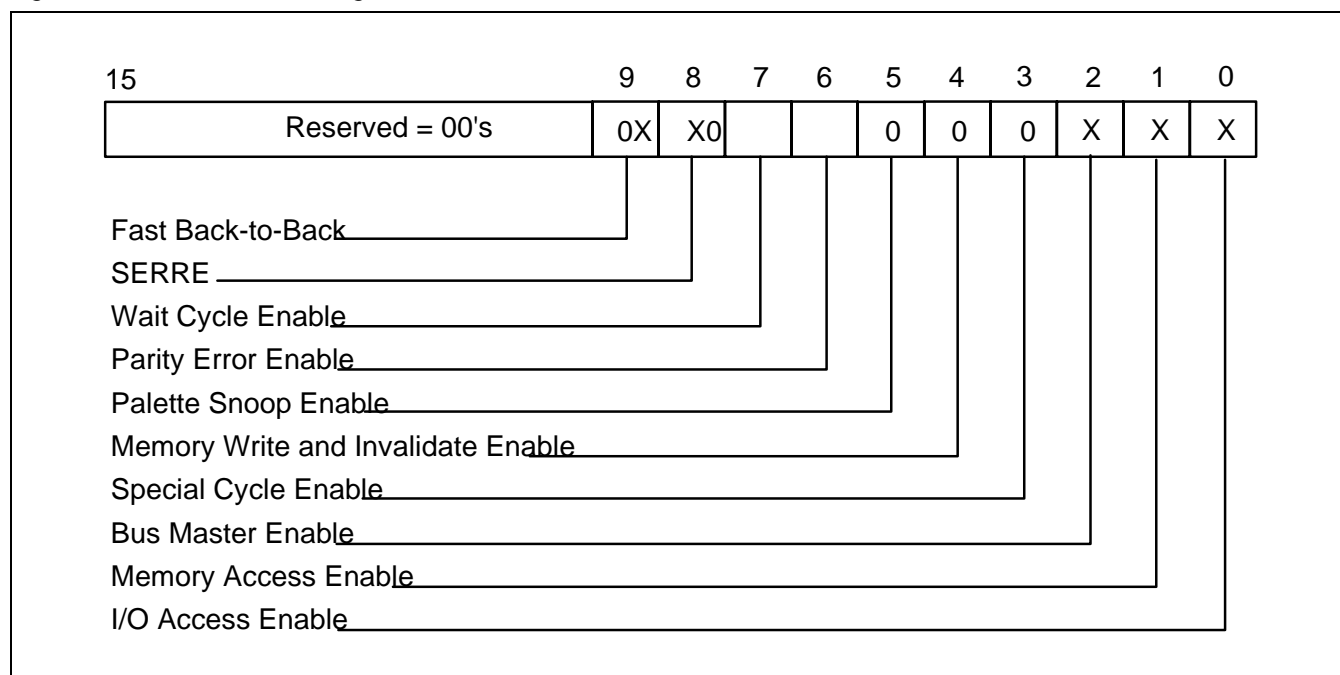 15 9 8 7 6 5 4 3 2 1 0
Reserved = 00's 0X X0 0 0 0 X X X
Fast Back-to-Back
SERRE
Wait Cycle Enable
Parity Error Enable
Palette Snoop Enable
Memory Write and Invalidate Enable
Special Cycle Enable
Bus Master Enable
Memory Access Enable
I/O Access Enable